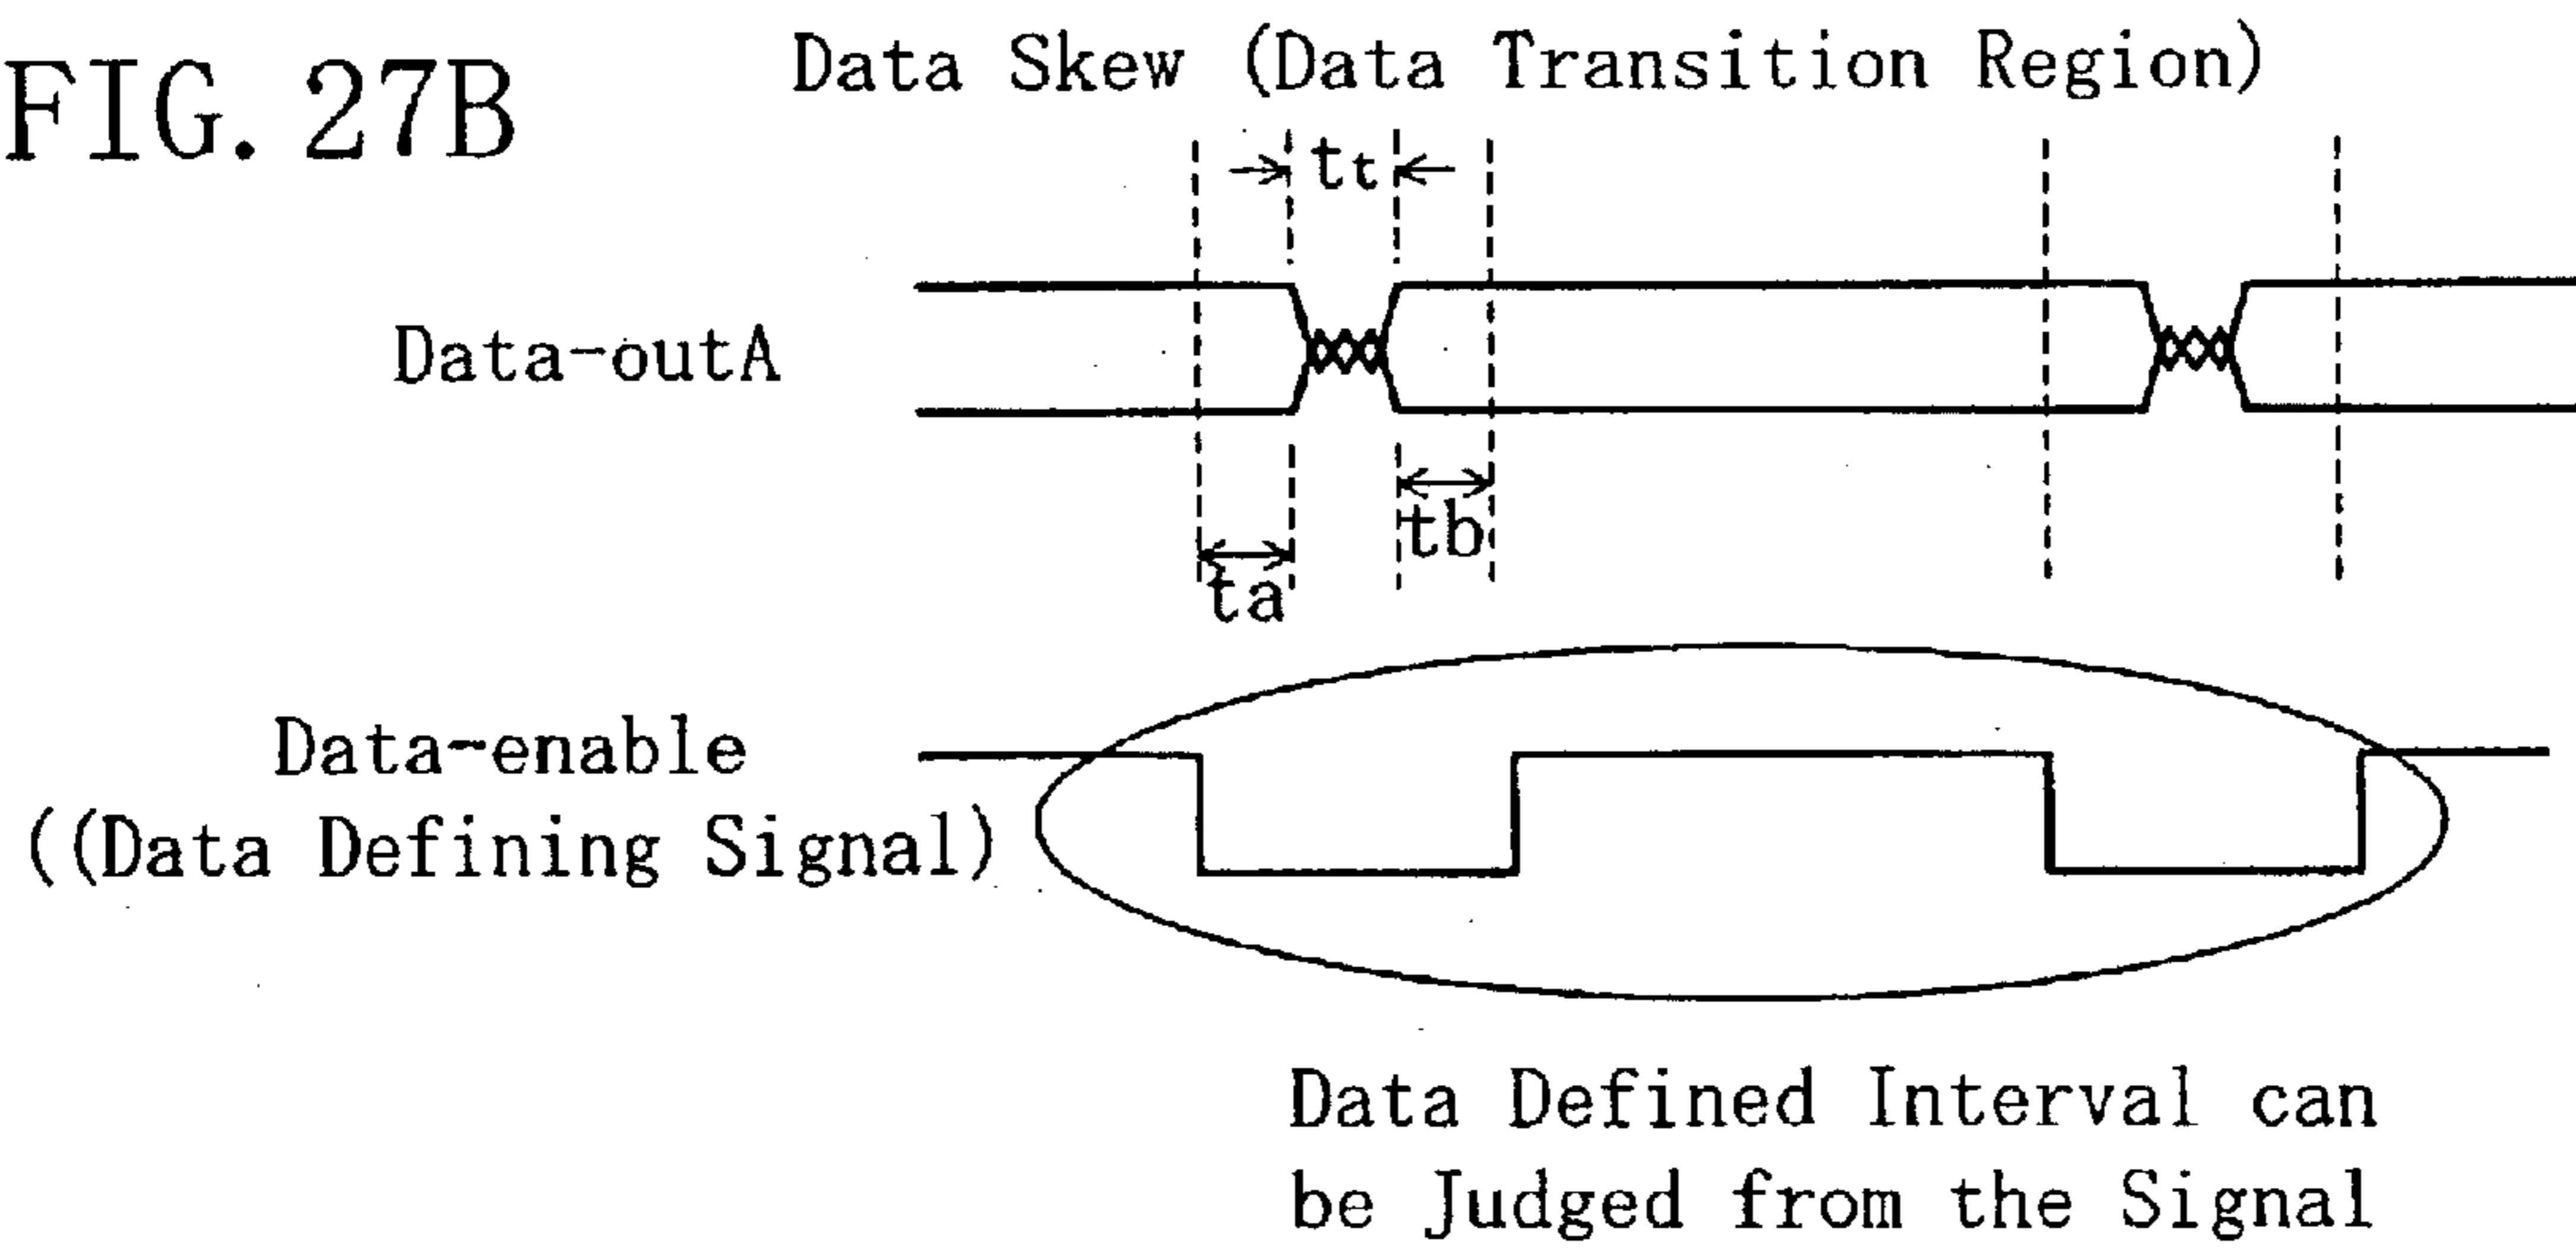 FIG. 27B
Data Skew (Data Transition Region)
tt
Data-outA
tb
ta
Data-enable
((Data Defining Signal)
Data Defined Interval can
be Judged from the Signal